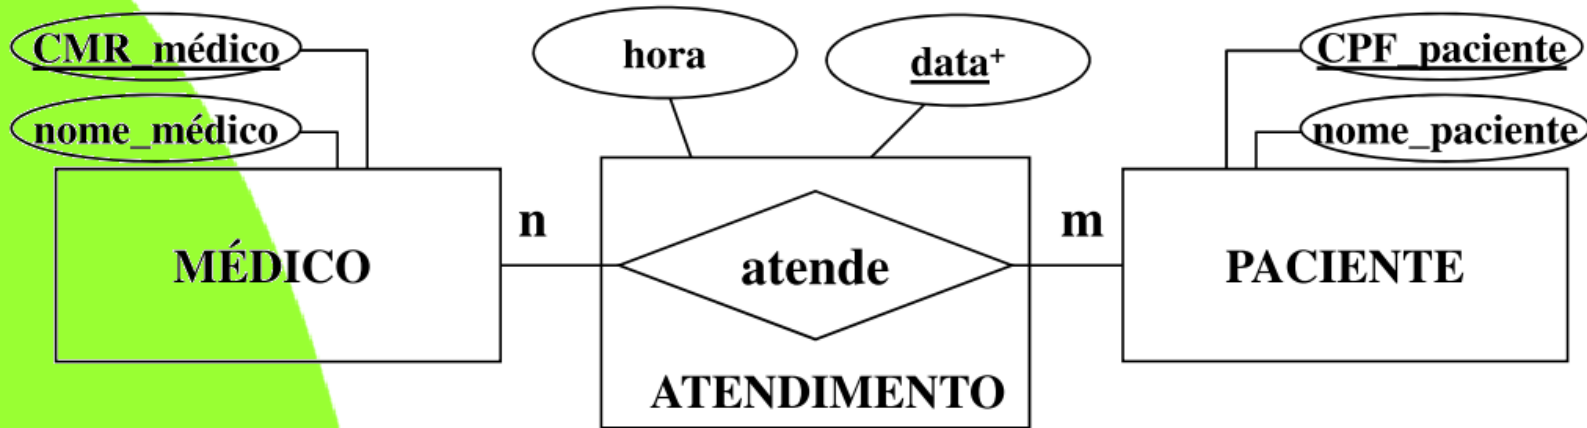 CMR_médico
nome_médico
hora
data+
CPF_paciente
nome_paciente
MÉDICO
n
atende
m
PACIENTE
ATENDIMENTO